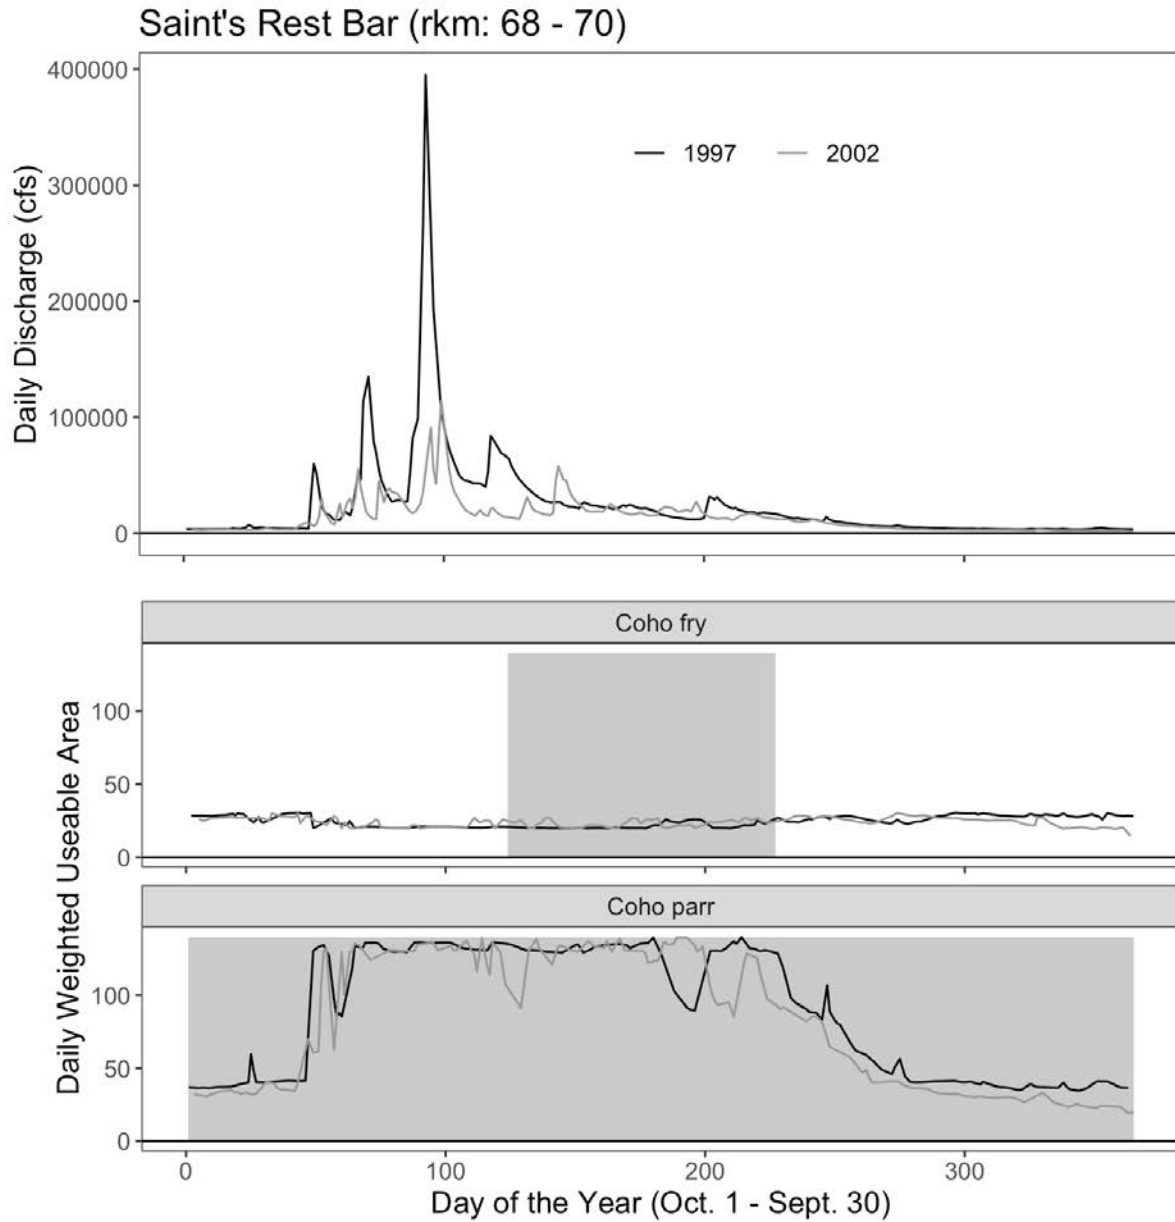 Saint's Rest Bar (rkm: 68 - 70)
Daily Discharge (cfs)
400000
300000
200000
100000
0
1997 2002
Daily Weighted Useable Area
Coho fry
100
50
0
Coho parr
100
50
0
0 100 200 300
Day of the Year (Oct. 1 - Sept. 30)